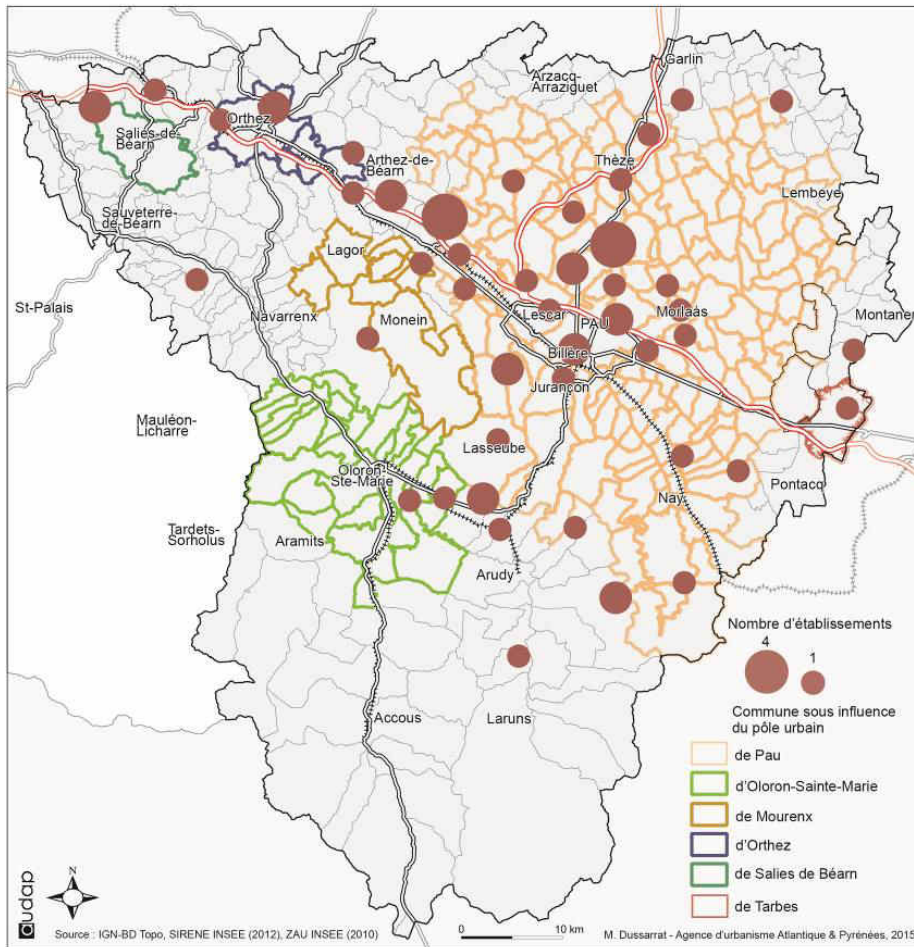 Garlin
Arzacq-
Arraziguet
Salies-de-
Béarn
Orthez
Arthez-de-
Béarn
Thèze
Lembeye
Sauveterre-
de-Béarn
Lagor
St-Palais
Navarrenx
Monein
Lescar
PAU
Morlaàs
Montaner
Billère
Jurançon
Mauléon-
Licharre
Lasseube
Oloron-
Ste-Marie
Nay
Pontacq
Tardets-
Sorholus
Aramits
Arudy
Accous
Laruns
Nombre d'établissements
4
1
Commune sous influence
du pôle urbain
de Pau
d'Oloron-Sainte-Marie
de Mourenx
d'Orthez
de Salies de Béarn
de Tarbes
N
audap
Source : IGN-BD Topo, SIRENE INSEE (2012), ZAU INSEE (2010)
0
10 km
M. Dussarrat - Agence d'urbanisme Atlantique & Pyrénées, 2015